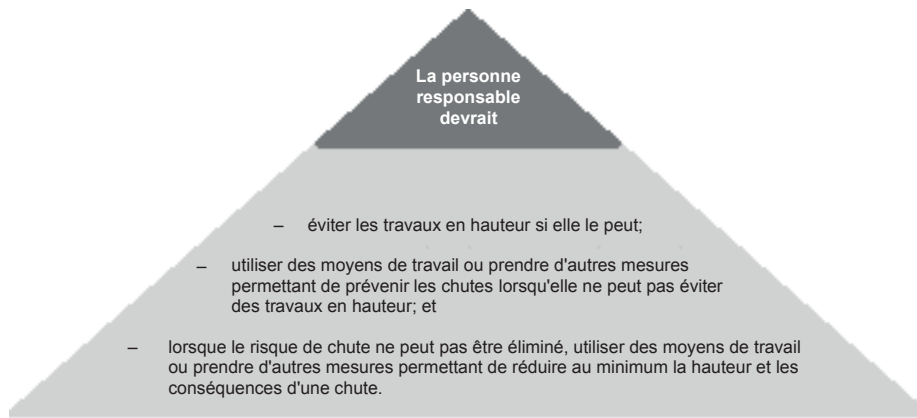 La personne
responsable
devrait
– éviter les travaux en hauteur si elle le peut;
– utiliser des moyens de travail ou prendre d'autres mesures
permettant de prévenir les chutes lorsqu'elle ne peut pas éviter
des travaux en hauteur; et
– lorsque le risque de chute ne peut pas être éliminé, utiliser des moyens de travail
ou prendre d'autres mesures permettant de réduire au minimum la hauteur et les
conséquences d'une chute.